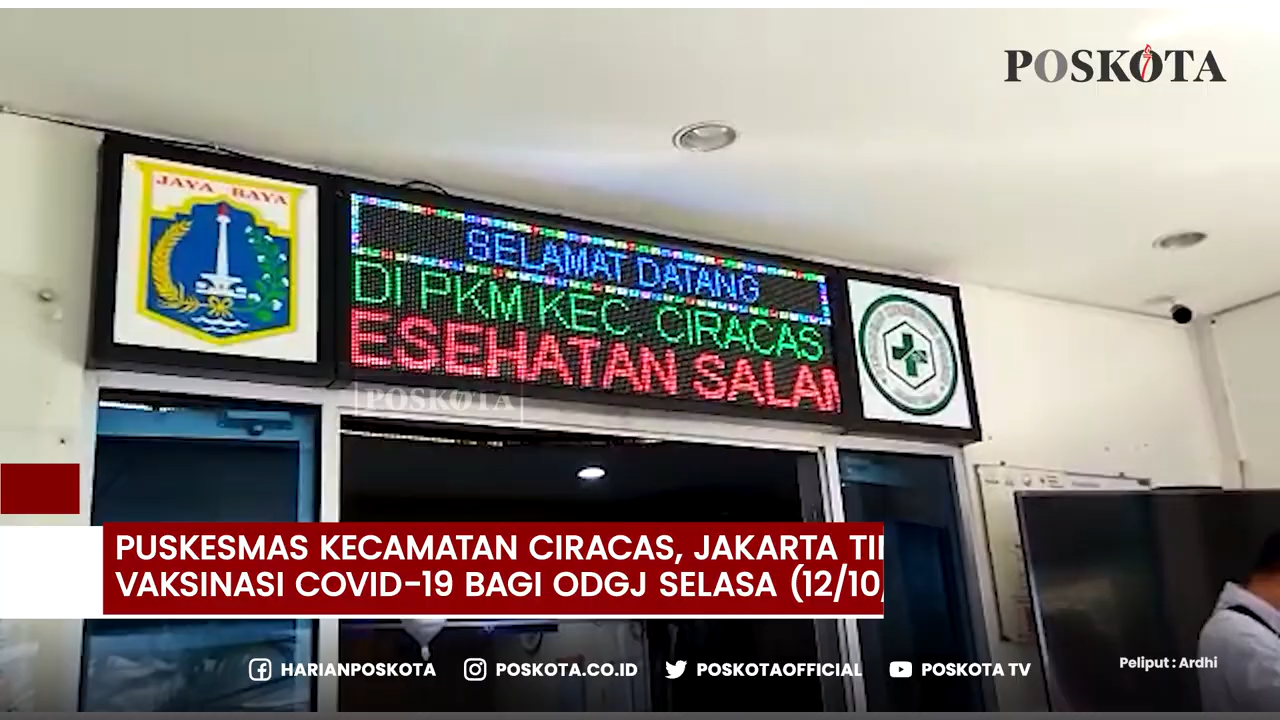 POSKOTA
JAYA RAYA
SELAMAT DATANG
DI PKM KEC. CIRACAS
ESEHATAN SALAM
POSKOTA
PUSKESMAS KECAMATAN CIRACAS, JAKARTA TI
VAKSINASI COVID-19 BAGI ODGJ SELASA (12/10/
HARIANPOSKOTA POSKOTA.CO.ID POSKOTAOFFICIAL POSKOTA TV
Peliput : Ardhi